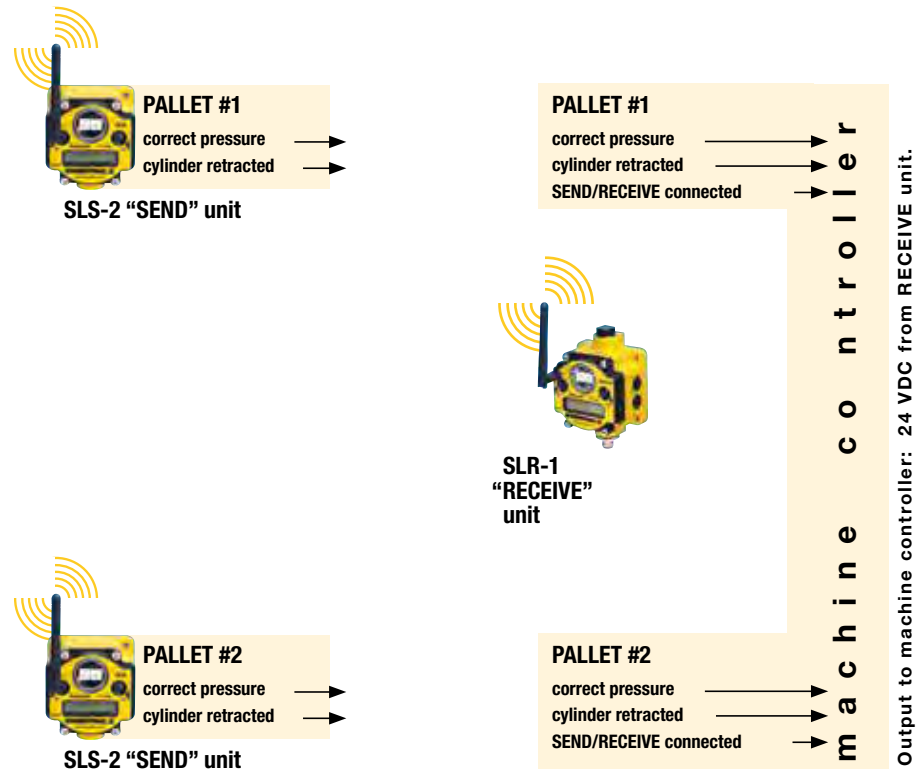 PALLET #1
correct pressure
cylinder retracted
SLS-2 “SEND” unit
PALLET #1
correct pressure
cylinder retracted
SEND/RECEIVE connected
SLR-1
“RECEIVE”
unit
PALLET #2
correct pressure
cylinder retracted
SLS-2 “SEND” unit
PALLET #2
correct pressure
cylinder retracted
SEND/RECEIVE connected
machine controller
Output to machine controller: 24 VDC from RECEIVE unit.